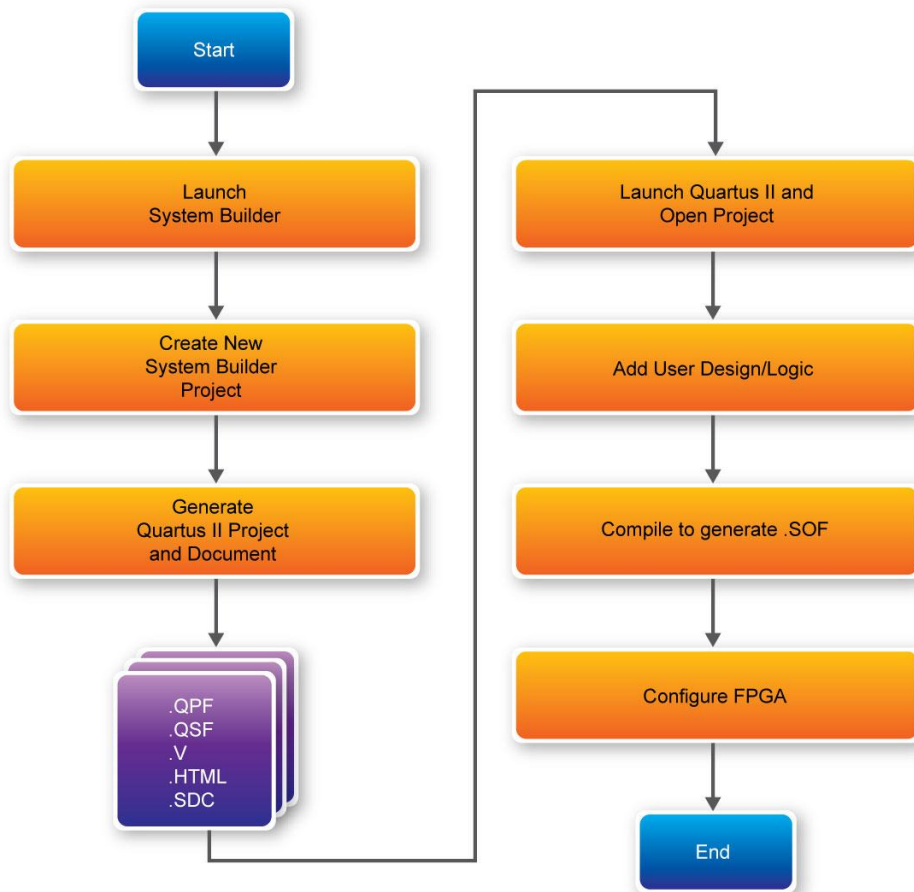 Start
Launch
System Builder
Create New
System Builder
Project
Generate
Quartus II Project
and Document
.QPF
.QSF
.V
.HTML
.SDC
Launch Quartus II and
Open Project
Add User Design/Logic
Compile to generate .SOF
Configure FPGA
End